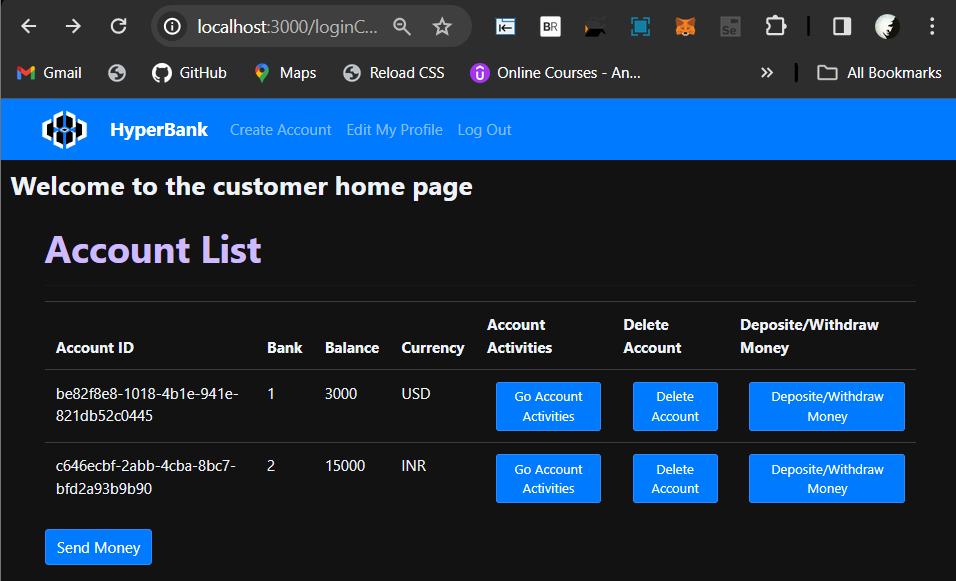 localhost:3000/loginC...
BR
Se
Gmail GitHub Maps Reload CSS Online Courses - An... » All Bookmarks
HyperBank Create Account Edit My Profile Log Out
Welcome to the customer home page
Account List
Account ID Bank Balance Currency Account Activities Delete Account Deposite/Withdraw Money
be82f8e8-1018-4b1e-941e-
821db52c0445
1 3000 USD
Go Account
Activities
Delete
Account
Deposite/Withdraw
Money
c646ecbf-2abb-4cba-8bc7-
bfd2a93b9b90
2 15000 INR
Go Account
Activities
Delete
Account
Deposite/Withdraw
Money
Send Money